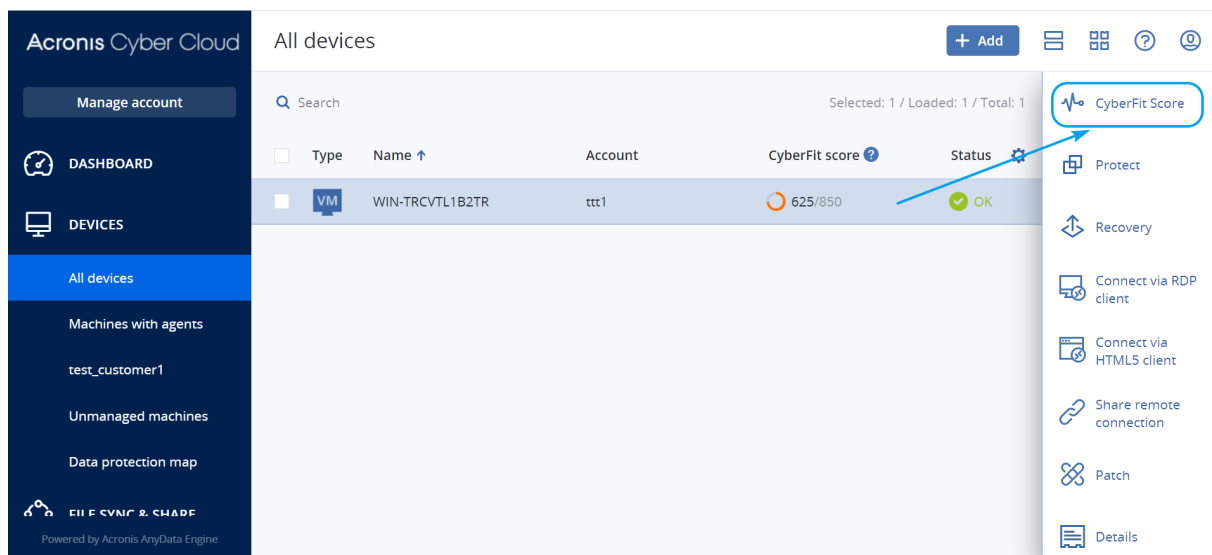 Acronis Cyber Cloud
Manage account
DASHBOARD
DEVICES
All devices
Machines with agents
test_customer1
Unmanaged machines
Data protection map
FILE SYNC & SHARE
Powered by Acronis AnyData Engine
All devices
+ Add
Search
Selected: 1 / Loaded: 1 / Total: 1
Type Name ↑ Account CyberFit score ? Status
VM WIN-TRCVTL1B2TR ttt1 625/850 OK
CyberFit Score
Protect
Recovery
Connect via RDP
client
Connect via
HTML5 client
Share remote
connection
Patch
Details